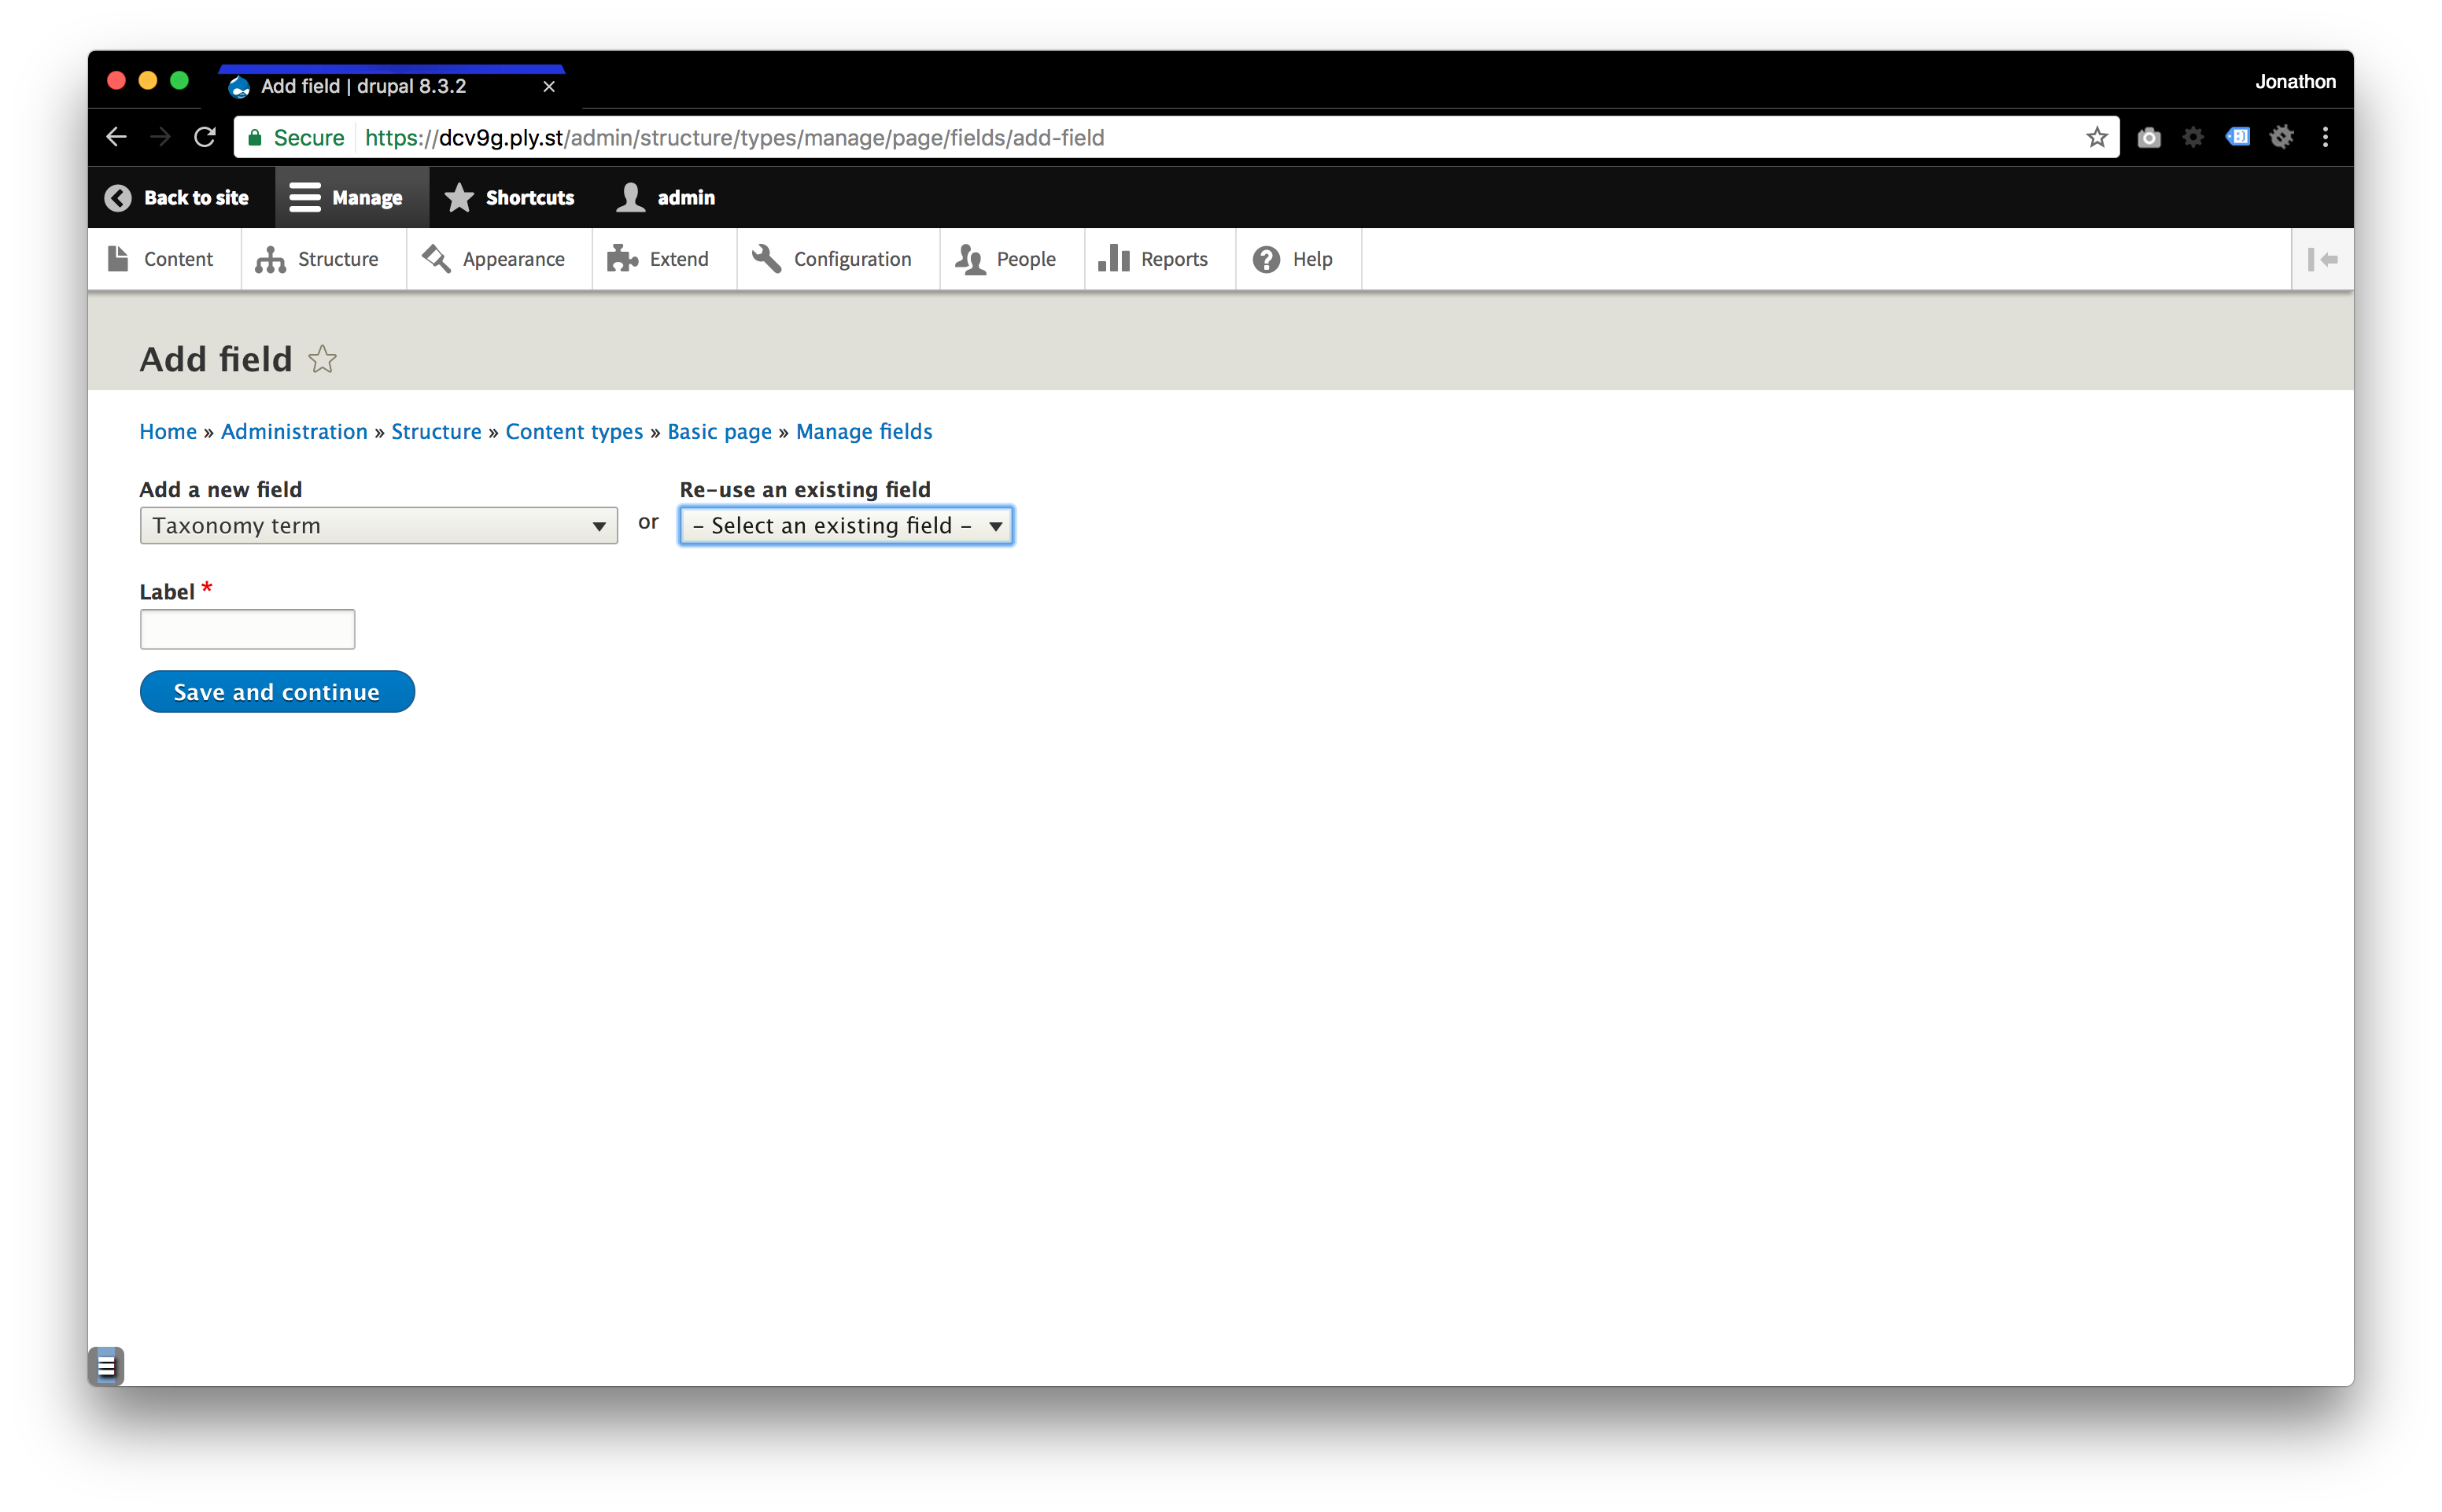 Add field | drupal 8.3.2
Jonathon
Secure https://dcv9g.ply.st/admin/structure/types/manage/page/fields/add-field
Back to site Manage Shortcuts admin
Content Structure Appearance Extend Configuration People Reports Help
Add field
Home » Administration » Structure » Content types » Basic page » Manage fields
Add a new field Re-use an existing field
Taxonomy term or - Select an existing field -
Label *
Save and continue